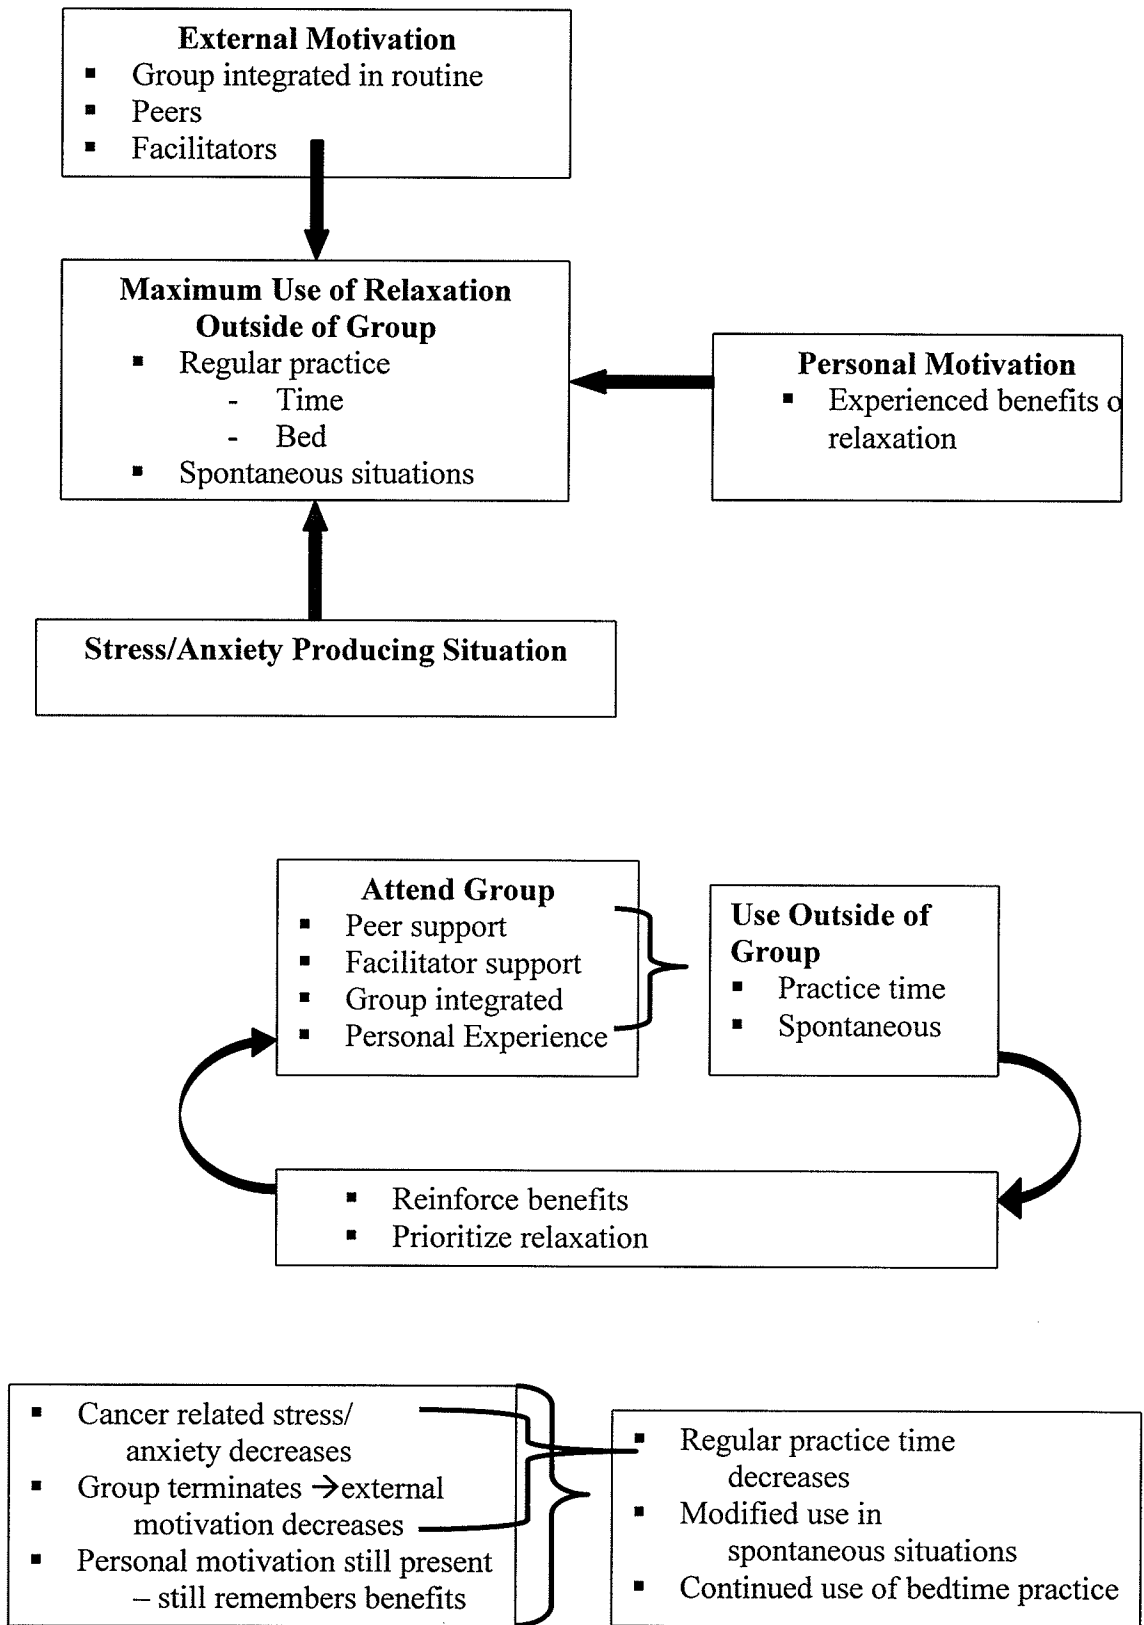 External Motivation
▪ Group integrated in routine
▪ Peers
▪ Facilitators
Maximum Use of Relaxation
Outside of Group
▪ Regular practice
- Time
- Bed
▪ Spontaneous situations
Personal Motivation
▪ Experienced benefits o
relaxation
Stress/Anxiety Producing Situation
Attend Group
▪ Peer support
▪ Facilitator support
▪ Group integrated
▪ Personal Experience
Use Outside of
Group
▪ Practice time
▪ Spontaneous
▪ Reinforce benefits
▪ Prioritize relaxation
▪ Cancer related stress/
anxiety decreases
▪ Group terminates →external
motivation decreases
▪ Personal motivation still present
– still remembers benefits
▪ Regular practice time
decreases
▪ Modified use in
spontaneous situations
▪ Continued use of bedtime practice